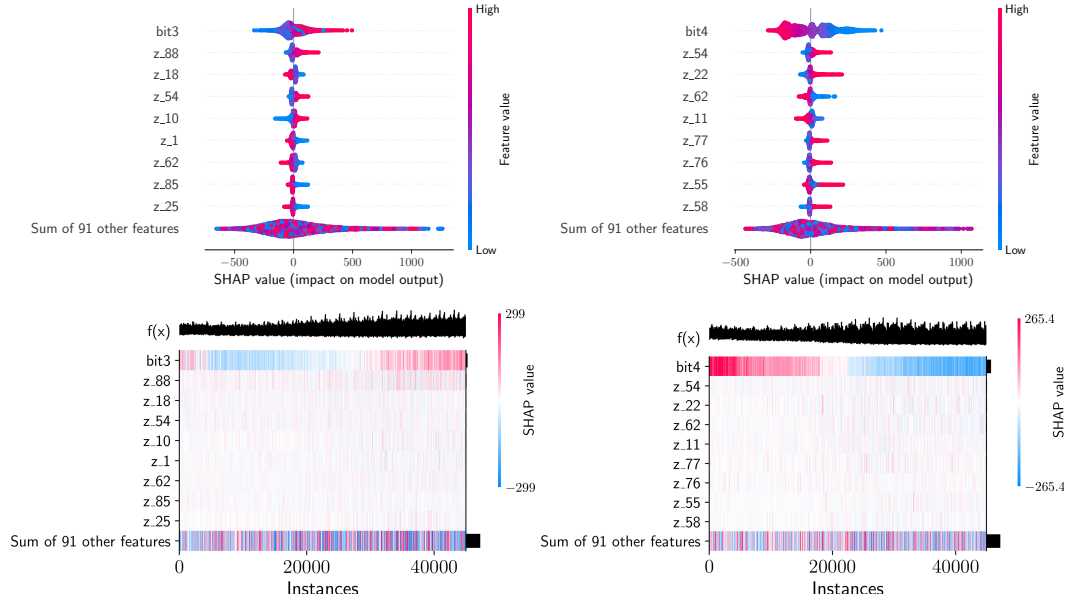 bit3
z_88
z_18
z_54
z_10
z_1
z_62
z_85
z_25
Sum of 91 other features
−500
0
500
1000
SHAP value (impact on model output)
High
Low
Feature value
bit4
z_54
z_22
z_62
z_11
z_77
z_76
z_55
z_58
Sum of 91 other features
−500
0
500
1000
SHAP value (impact on model output)
High
Low
Feature value
f(x)
bit3
z_88
z_18
z_54
z_10
z_1
z_62
z_85
z_25
Sum of 91 other features
0
20000
40000
Instances
299
−299
SHAP value
f(x)
bit4
z_54
z_22
z_62
z_11
z_77
z_76
z_55
z_58
Sum of 91 other features
0
20000
40000
Instances
265.4
−265.4
SHAP value